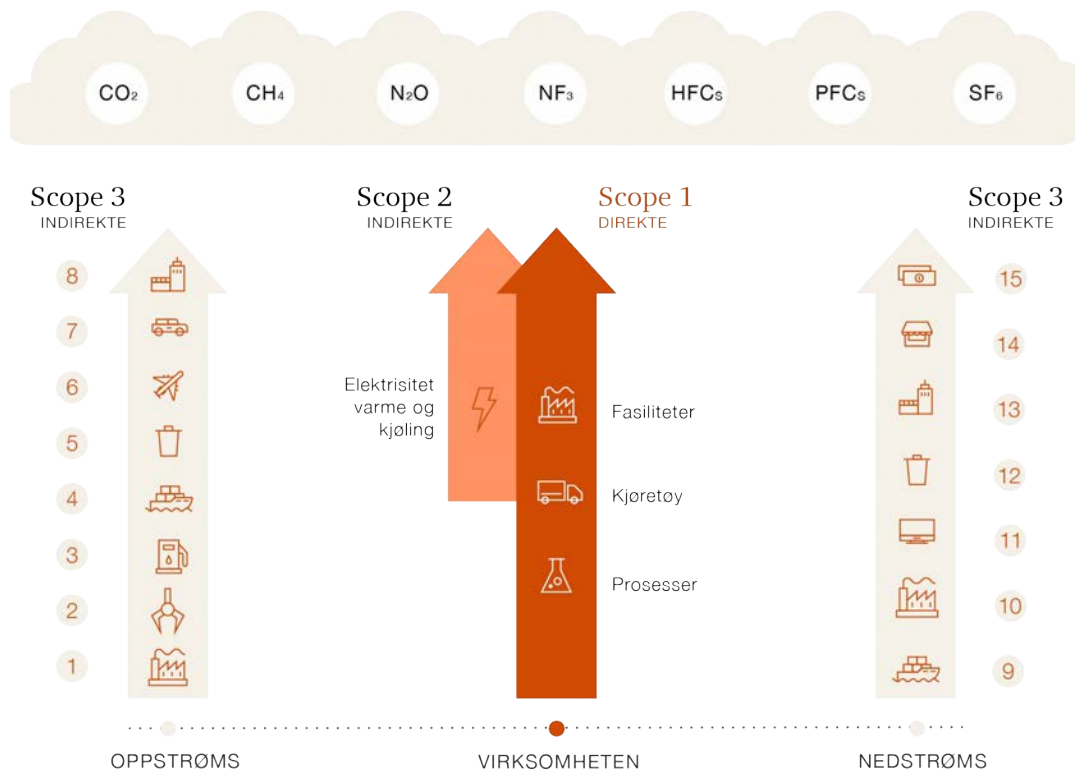 CO₂ CH₄ N₂O NF₃ HFCs PFCs SF₆
Scope 3
INDIREKTE
8
7
6
5
4
3
2
1
Scope 2
INDIREKTE
Elektrisitet
varme og
kjøling
Scope 1
DIREKTE
Fasiliteter
Kjøretøy
Prosesser
Scope 3
INDIREKTE
15
14
13
12
11
10
9
OPPSTRØMS VIRKSOMHETEN NEDSTRØMS